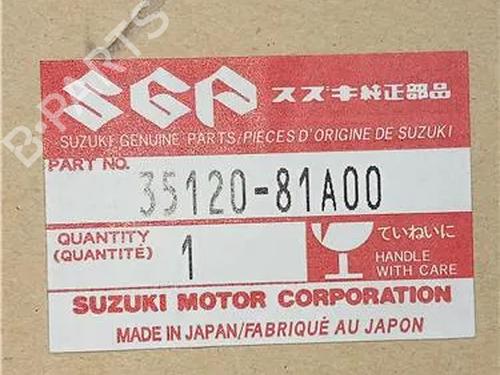 SGP スズキ純正部品
SUZUKI GENUINE PARTS/PIECES D'ORIGINE DE SUZUKI
PART NO. 35120-81A00
QUANTITY
(QUANTITÉ) 1
ていねいに
HANDLE
WITH CARE
SUZUKI MOTOR CORPORATION
MADE IN JAPAN/FABRIQUÉ AU JAPON
B-PARTS